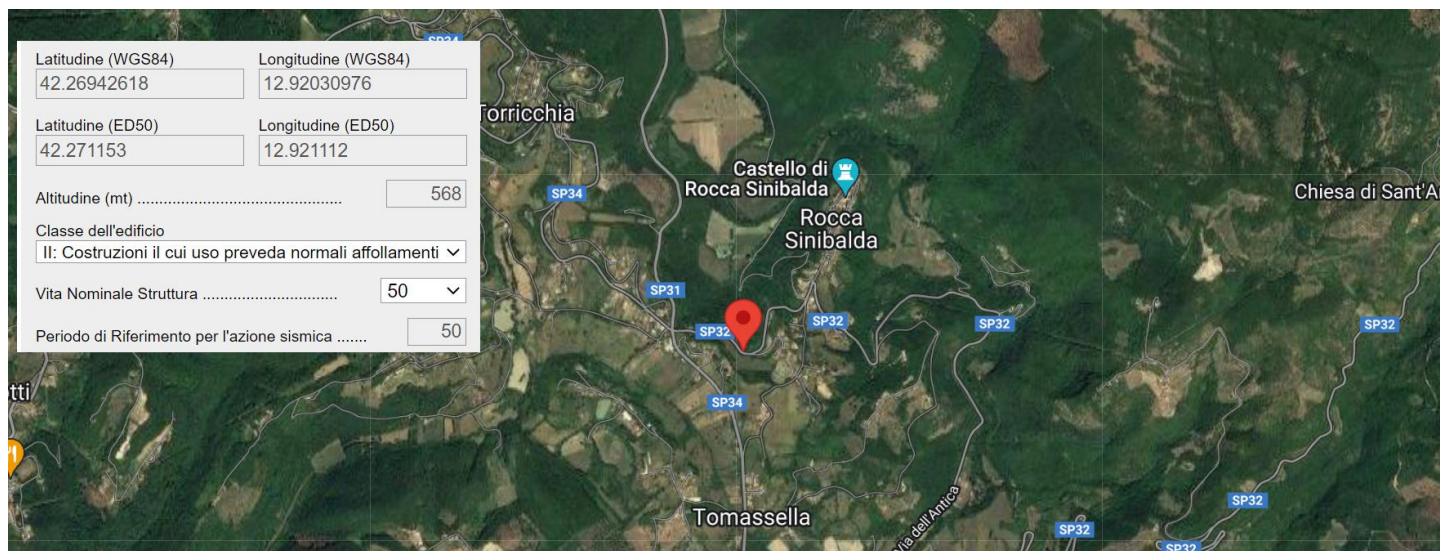 Latitudine (WGS84) Longitudine (WGS84)
42.26942618 12.92030976
Latitudine (ED50) Longitudine (ED50)
42.271153 12.921112
Altitudine (mt) ............................................ 568
Classe dell'edificio
II: Costruzioni il cui uso preveda normali affollamenti
Vita Nominale Struttura ............................... 50
Periodo di Riferimento per l'azione sismica ....... 50
SP34
Torricchia
Castello di
Rocca Sinibalda
SP34
Chiesa di Sant'A
Rocca
Sinibalda
SP31
SP32
SP32
SP32
SP32
tti
SP34
SP32
Tomassella
Via dell'Antica
SP32
SP32